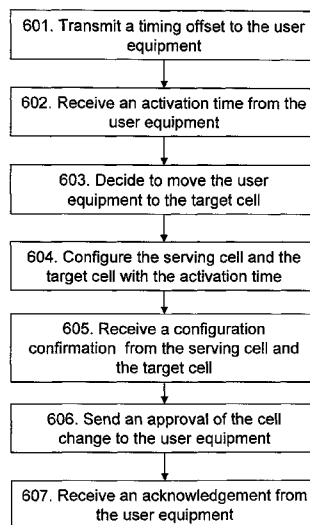 601. Transmit a timing offset to the user
equipment
602. Receive an activation time from the
user equipment
603. Decide to move the user
equipment to the target cell
604. Configure the serving cell and the
target cell with the activation time
605. Receive a configuration
confirmation from the serving cell and
the target cell
606. Send an approval of the cell
change to the user equipment
607. Receive an acknowledgement from
the user equipment